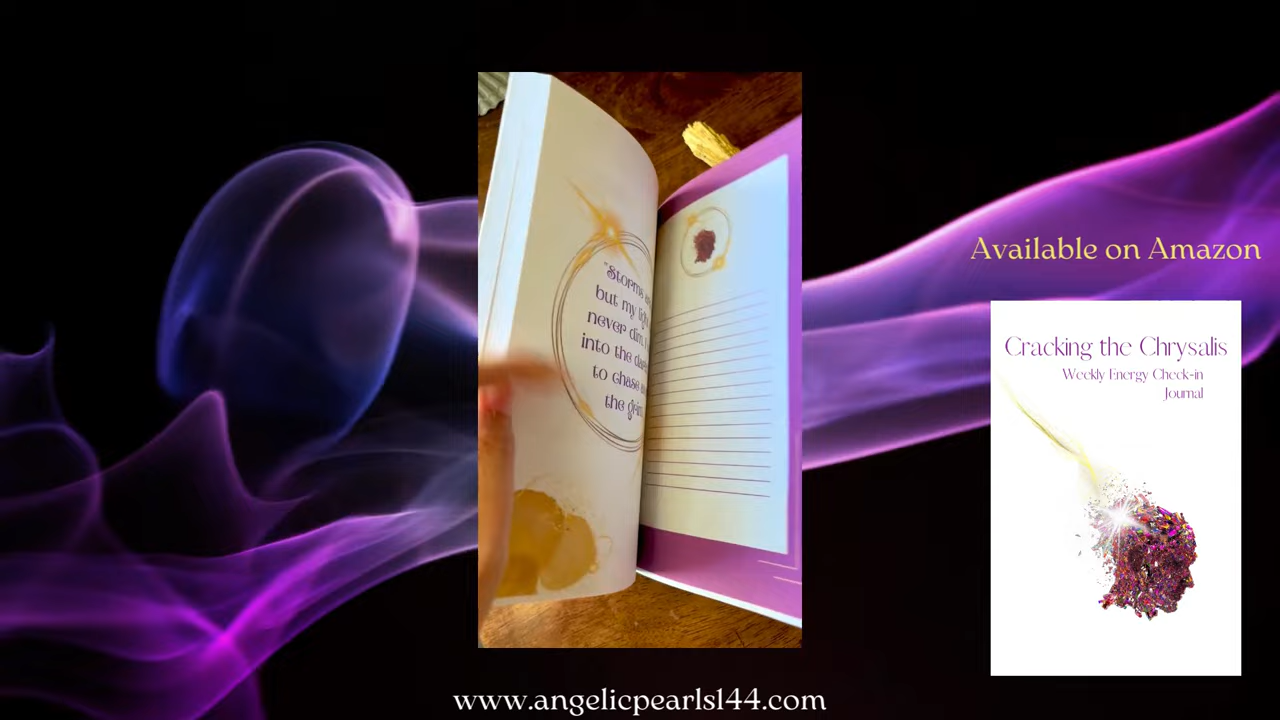 "Storms
but my
never dim,
into the
to chase
the
Available on Amazon
Cracking the Chrysalis
Weekly Energy Check-in
Journal
www.angelicpearls144.com